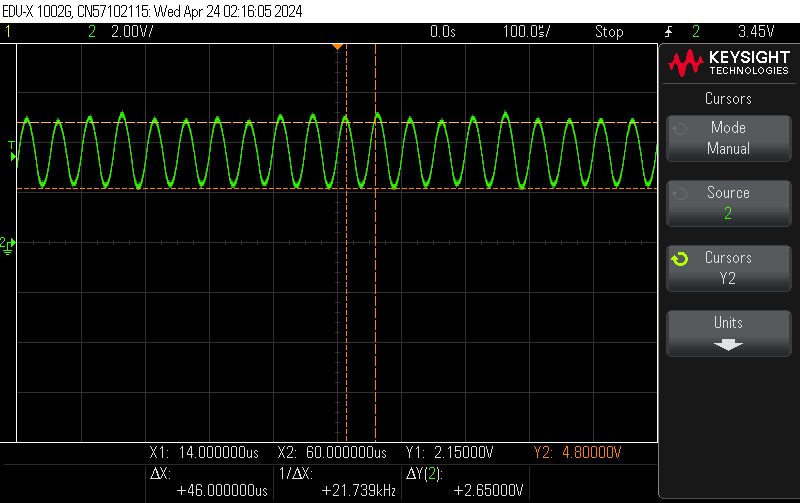 EDU-X 1002G, CN57102115: Wed Apr 24 02:16:05 2024
1 2 2.00V/ 0.0s 100.0us/ Stop 2 3.45V
KEYSIGHT
TECHNOLOGIES
Cursors
Mode
Manual
Source
2
Cursors
Y2
Units
T
2
X1: 14.000000us X2: 60.000000us Y1: 2.15000V Y2: 4.80000V
ΔX: 1/ΔX: ΔY(2):
+46.000000us +21.739kHz +2.65000V